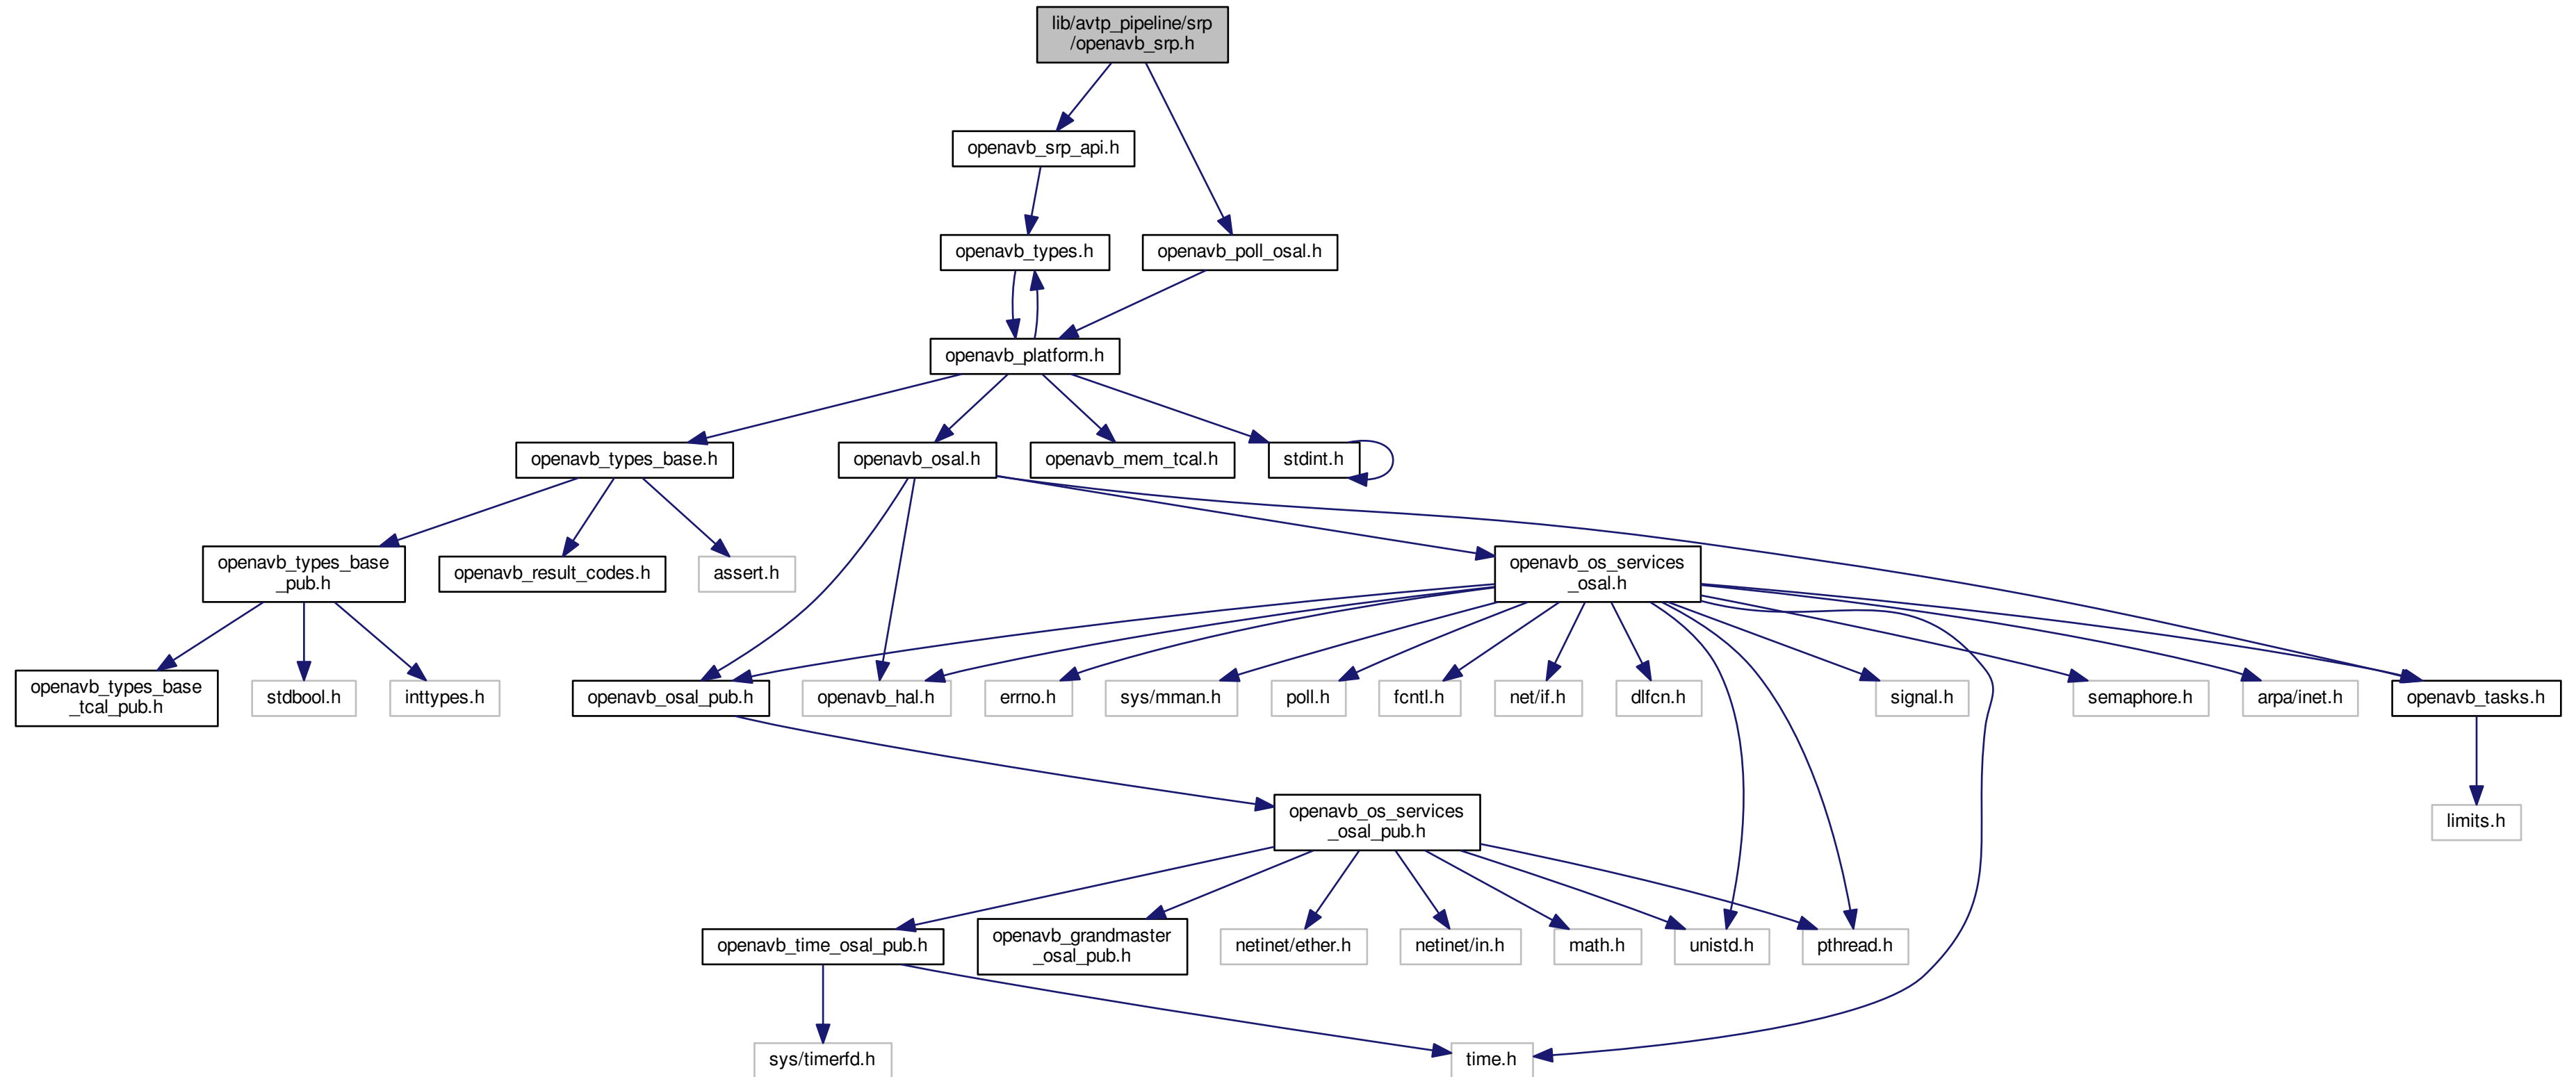 lib/avtp_pipeline/srp
/openavb_srp.h
openavb_srp_api.h
openavb_types.h
openavb_poll_osal.h
openavb_platform.h
openavb_types_base.h
openavb_osal.h
openavb_mem_tcal.h
stdint.h
openavb_types_base
_pub.h
openavb_result_codes.h
assert.h
openavb_os_services
_osal.h
openavb_types_base
_tcal_pub.h
stdbool.h
inttypes.h
openavb_osal_pub.h
openavb_hal.h
errno.h
sys/mman.h
poll.h
fcntl.h
net/if.h
dlfcn.h
signal.h
semaphore.h
arpa/inet.h
openavb_tasks.h
openavb_os_services
_osal_pub.h
limits.h
openavb_time_osal_pub.h
openavb_grandmaster
_osal_pub.h
netinet/ether.h
netinet/in.h
math.h
unistd.h
pthread.h
sys/timerfd.h
time.h